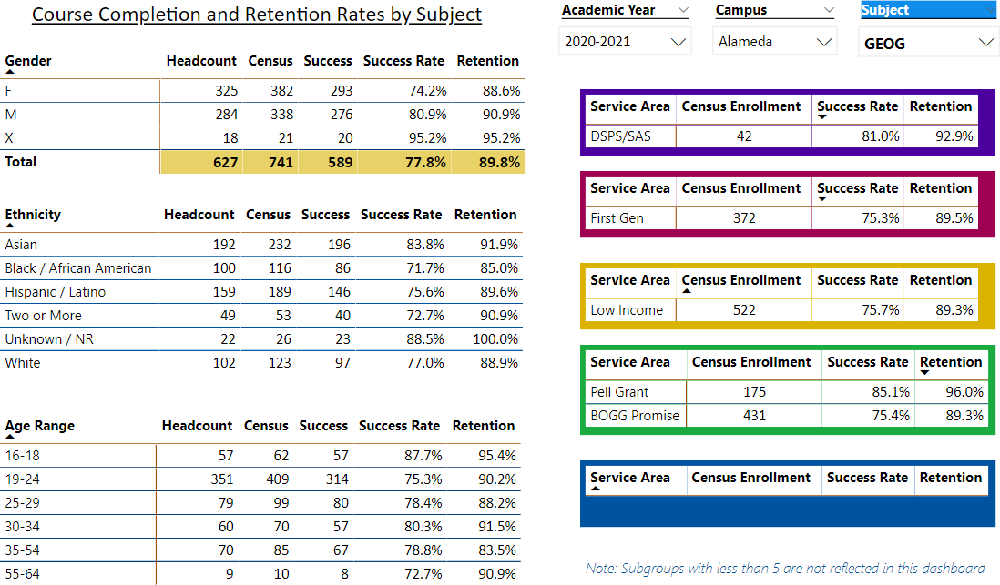 Course Completion and Retention Rates by Subject
Academic Year Campus Subject
2020-2021 Alameda GEOG
Gender Headcount Census Success Success Rate Retention
F 325 382 293 74.2% 88.6%
M 284 338 276 80.9% 90.9%
X 18 21 20 95.2% 95.2%
Total 627 741 589 77.8% 89.8%
Ethnicity Headcount Census Success Success Rate Retention
Asian 192 232 196 83.8% 91.9%
Black / African American 100 116 86 71.7% 85.0%
Hispanic / Latino 159 189 146 75.6% 89.6%
Two or More 49 53 40 72.7% 90.9%
Unknown / NR 22 26 23 88.5% 100.0%
White 102 123 97 77.0% 88.9%
Age Range Headcount Census Success Success Rate Retention
16-18 57 62 57 87.7% 95.4%
19-24 351 409 314 75.3% 90.2%
25-29 79 99 80 78.4% 88.2%
30-34 60 70 57 80.3% 91.5%
35-54 70 85 67 78.8% 83.5%
55-64 9 10 8 72.7% 90.9%
Service Area Census Enrollment Success Rate Retention
DSPS/SAS 42 81.0% 92.9%
Service Area Census Enrollment Success Rate Retention
First Gen 372 75.3% 89.5%
Service Area Census Enrollment Success Rate Retention
Low Income 522 75.7% 89.3%
Service Area Census Enrollment Success Rate Retention
Pell Grant 175 85.1% 96.0%
BOGG Promise 431 75.4% 89.3%
Service Area Census Enrollment Success Rate Retention
Note: Subgroups with less than 5 are not reflected in this dashboard